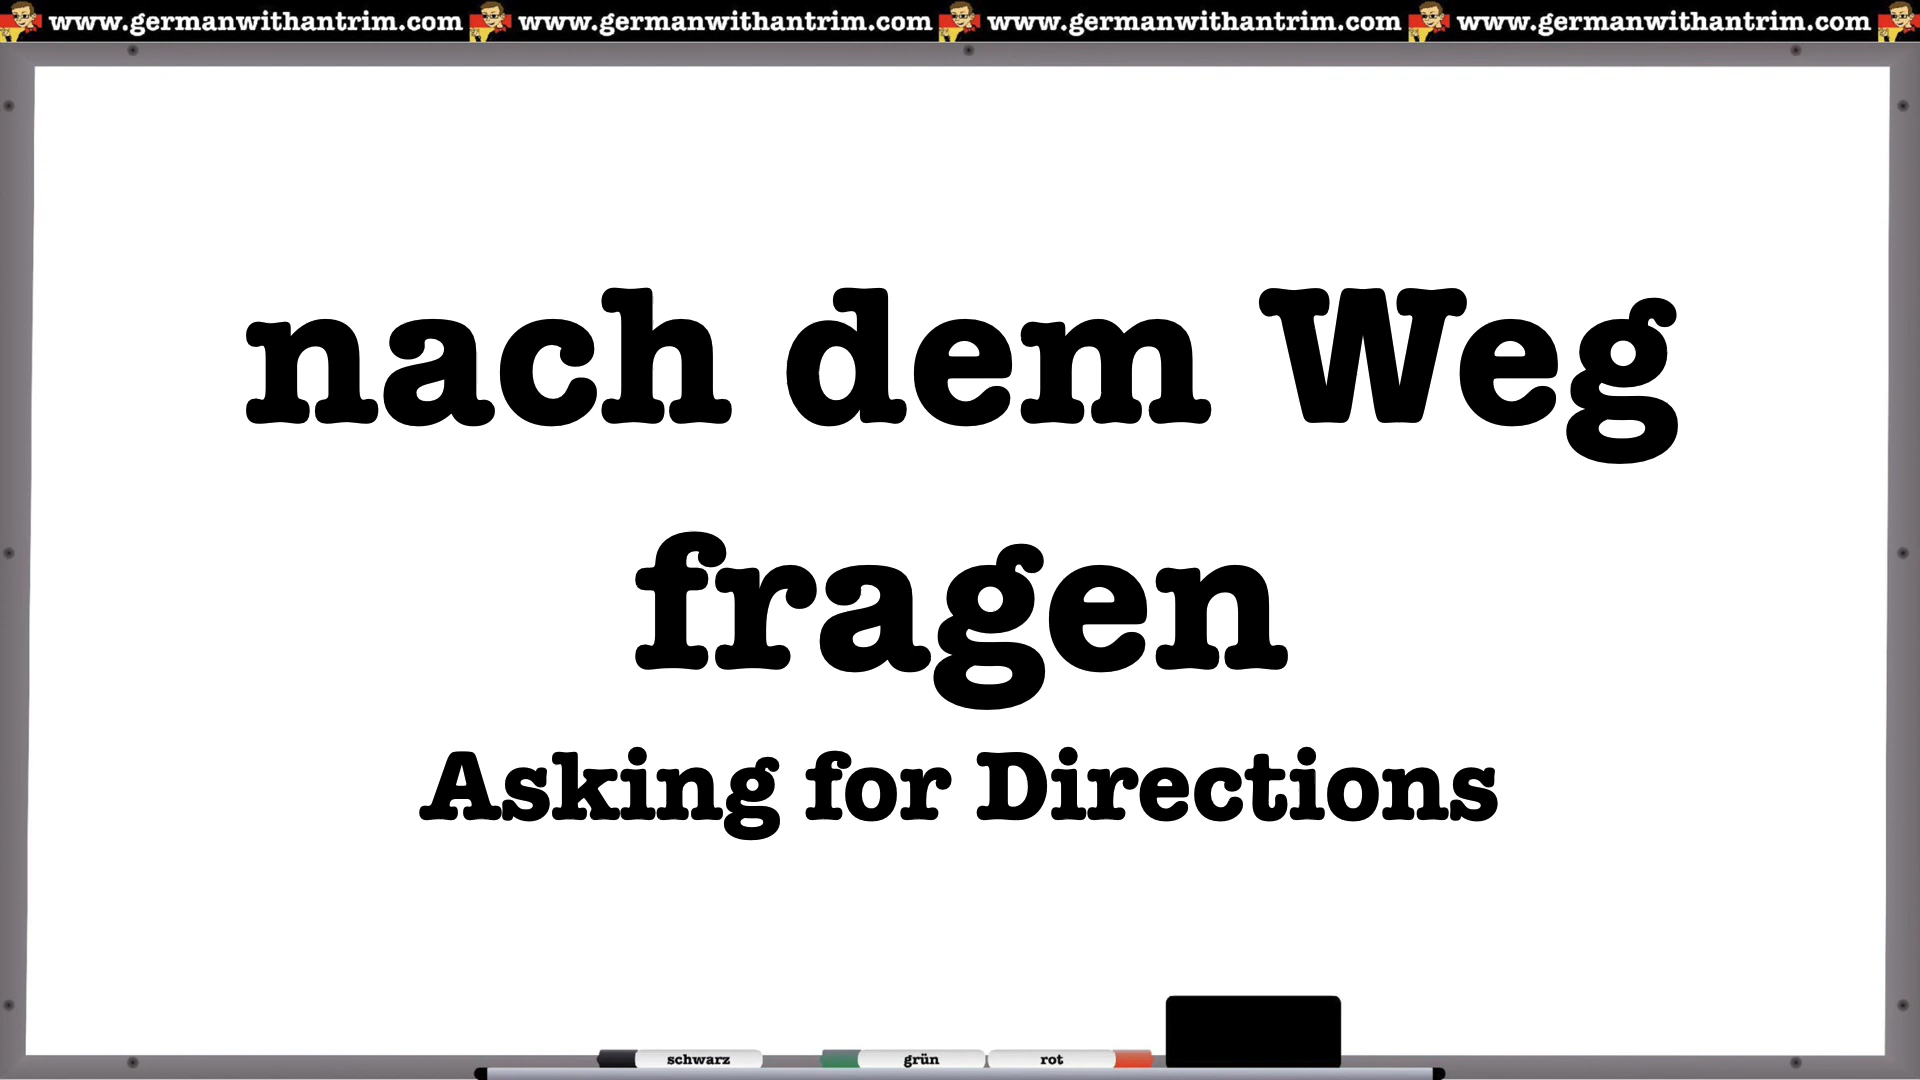 www.germanwithantrim.com www.germanwithantrim.com www.germanwithantrim.com www.germanwithantrim.com
nach dem Weg
fragen
Asking for Directions
schwarz grün rot